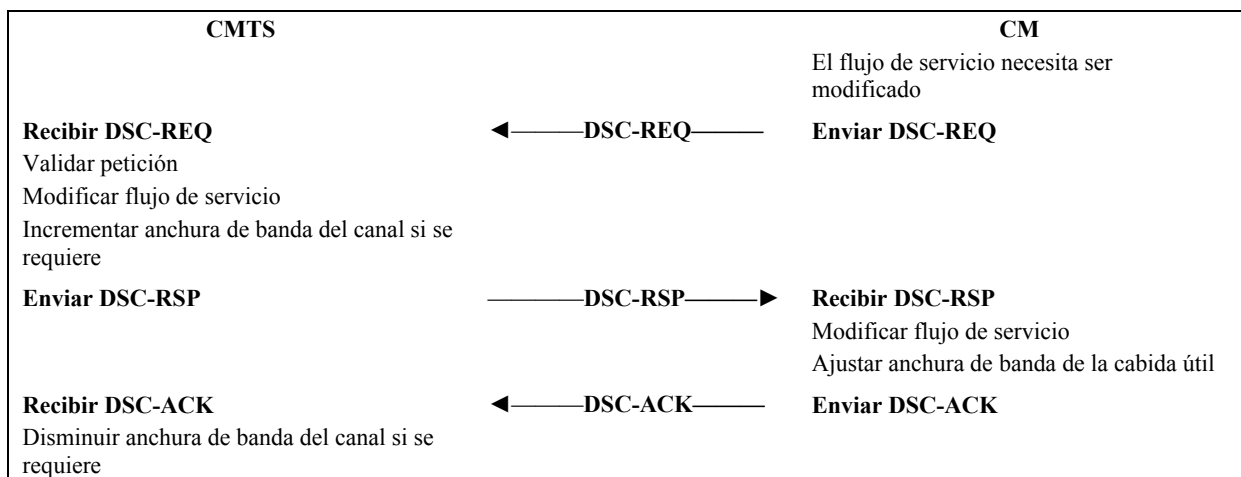 CMTS CM
El flujo de servicio necesita ser
modificado
Recibir DSC-REQ ◄———DSC-REQ——— Enviar DSC-REQ
Validar petición
Modificar flujo de servicio
Incrementar anchura de banda del canal si se
requiere
Enviar DSC-RSP ————DSC-RSP———► Recibir DSC-RSP
Modificar flujo de servicio
Ajustar anchura de banda de la cabida útil
Recibir DSC-ACK ◄———DSC-ACK——— Enviar DSC-ACK
Disminuir anchura de banda del canal si se
requiere